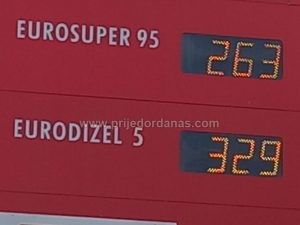 EUROSUPER 95 263
www.prijedordanas.com
EURODIZEL 5 329